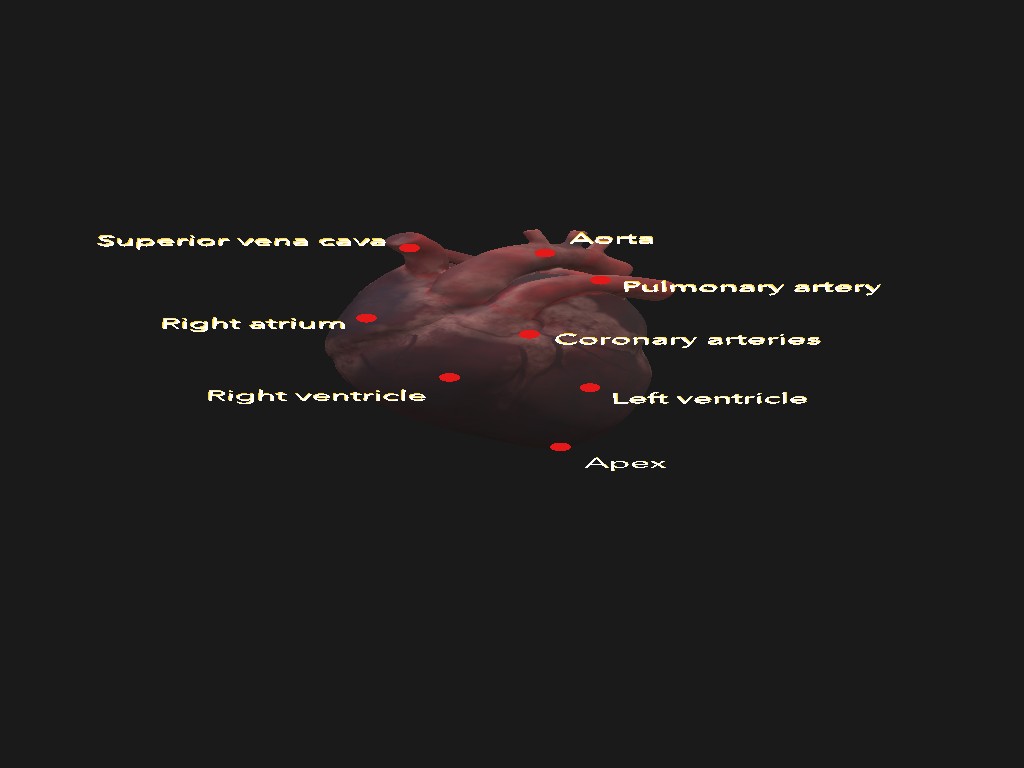 Superior vena cava
Aorta
Pulmonary artery
Right atrium
Coronary arteries
Right ventricle
Left ventricle
Apex